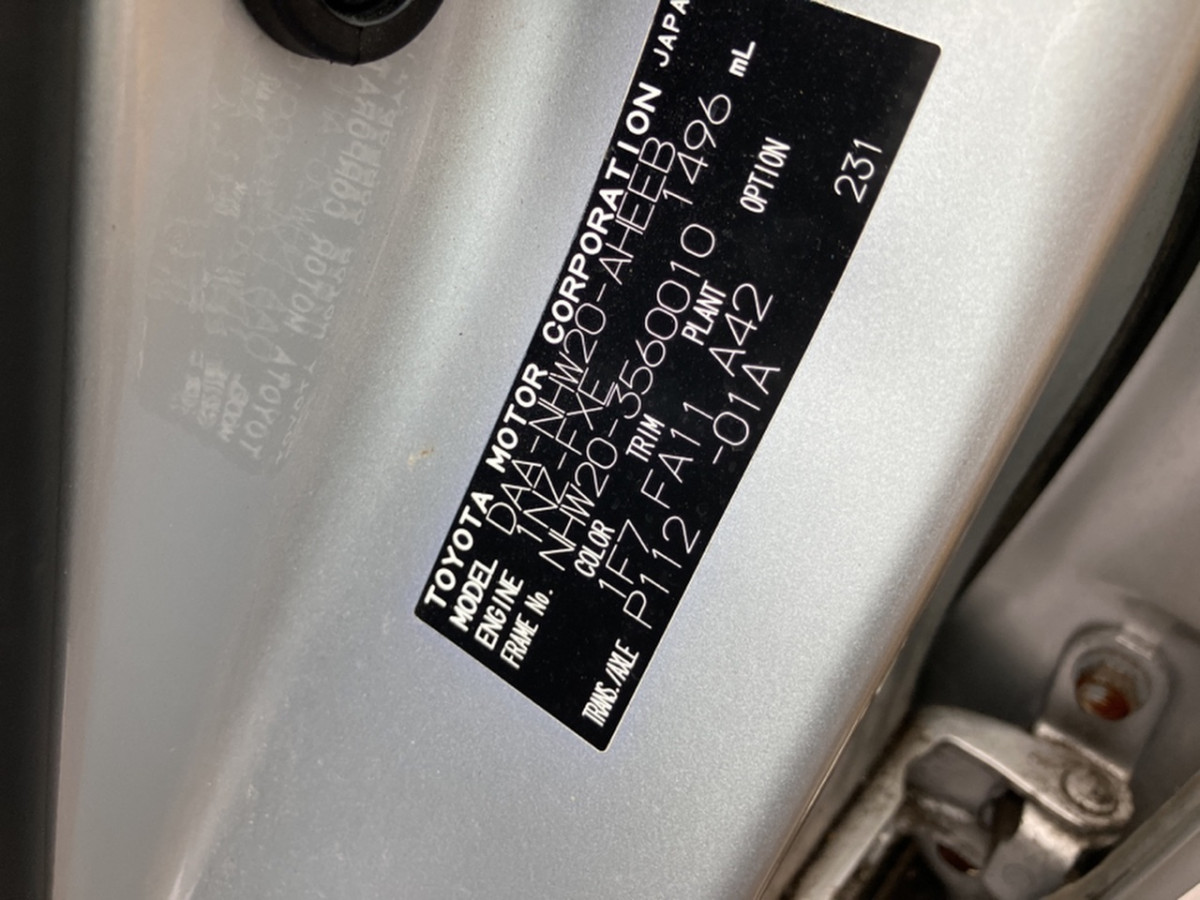 TOYOTA MOTOR CORPORATION JAPA
MODEL DAA-NHW20-AHEEB
ENGINE 1NZ-FXE 1496 mL
FRAME No. NHW20-3560010
COLOR TRIM PLANT OPTION
1F7 FA11 A42 231
TRANS./AXLE P112 -01A